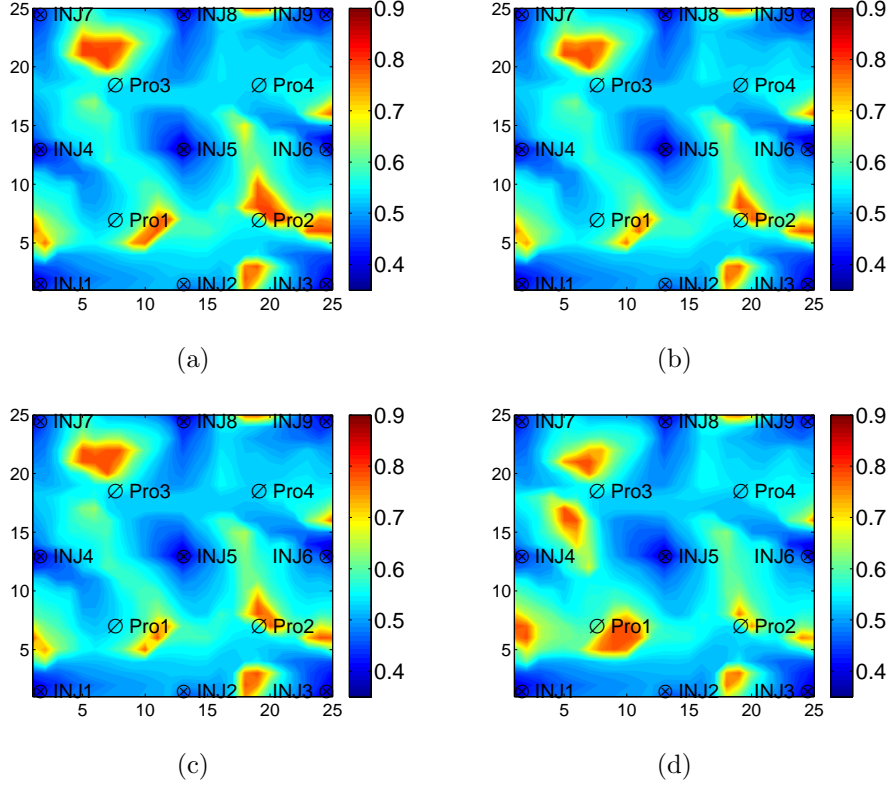 INJ7 INJ8 INJ9
Pro3 Pro4
INJ4 INJ5 INJ6
Pro1 Pro2
INJ1 INJ2 INJ3
25
20
15
10
5
5 10 15 20 25
0.9
0.8
0.7
0.6
0.5
0.4
(a)
INJ7 INJ8 INJ9
Pro3 Pro4
INJ4 INJ5 INJ6
Pro1 Pro2
INJ1 INJ2 INJ3
25
20
15
10
5
5 10 15 20 25
0.9
0.8
0.7
0.6
0.5
0.4
(b)
INJ7 INJ8 INJ9
Pro3 Pro4
INJ4 INJ5 INJ6
Pro1 Pro2
INJ1 INJ2 INJ3
25
20
15
10
5
5 10 15 20 25
0.9
0.8
0.7
0.6
0.5
0.4
(c)
INJ7 INJ8 INJ9
Pro3 Pro4
INJ4 INJ5 INJ6
Pro1 Pro2
INJ1 INJ2 INJ3
25
20
15
10
5
5 10 15 20 25
0.9
0.8
0.7
0.6
0.5
0.4
(d)